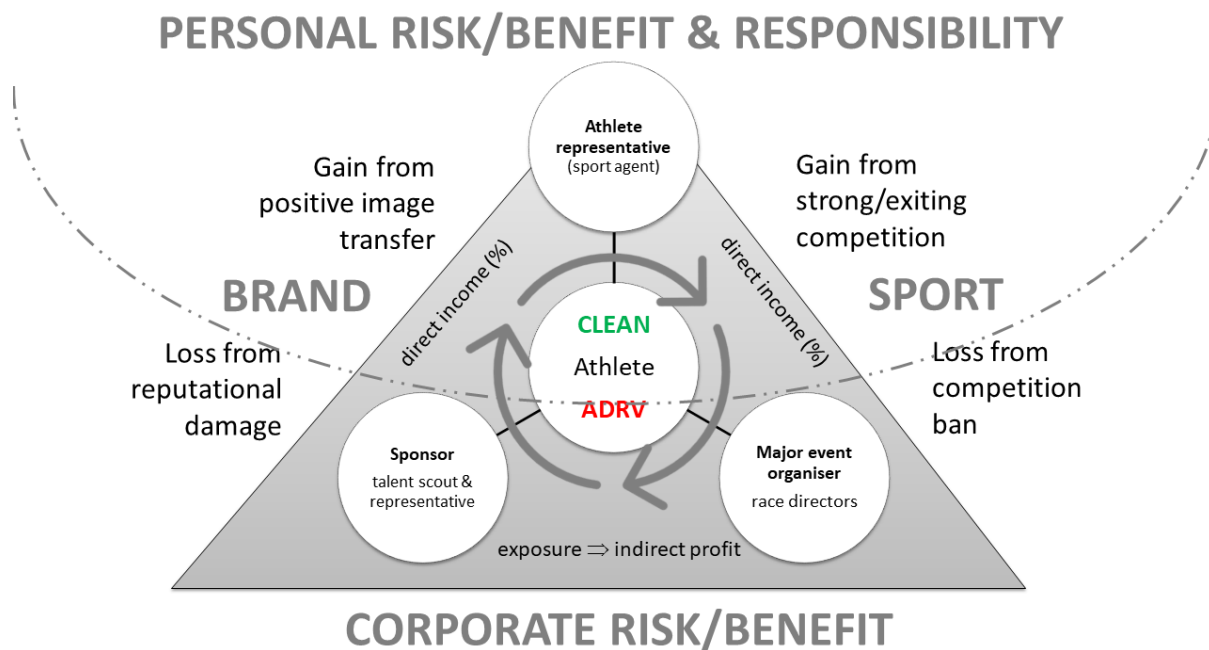 PERSONAL RISK/BENEFIT & RESPONSIBILITY
Athlete
representative
(sport agent)
Gain from
positive image
transfer
Gain from
strong/exiting
competition
direct income (%)
direct income (%)
BRAND
SPORT
CLEAN
Athlete
ADRV
Loss from
reputational
damage
Loss from
competition
ban
Sponsor
talent scout &
representative
Major event
organiser
race directors
exposure ⇒ indirect profit
CORPORATE RISK/BENEFIT